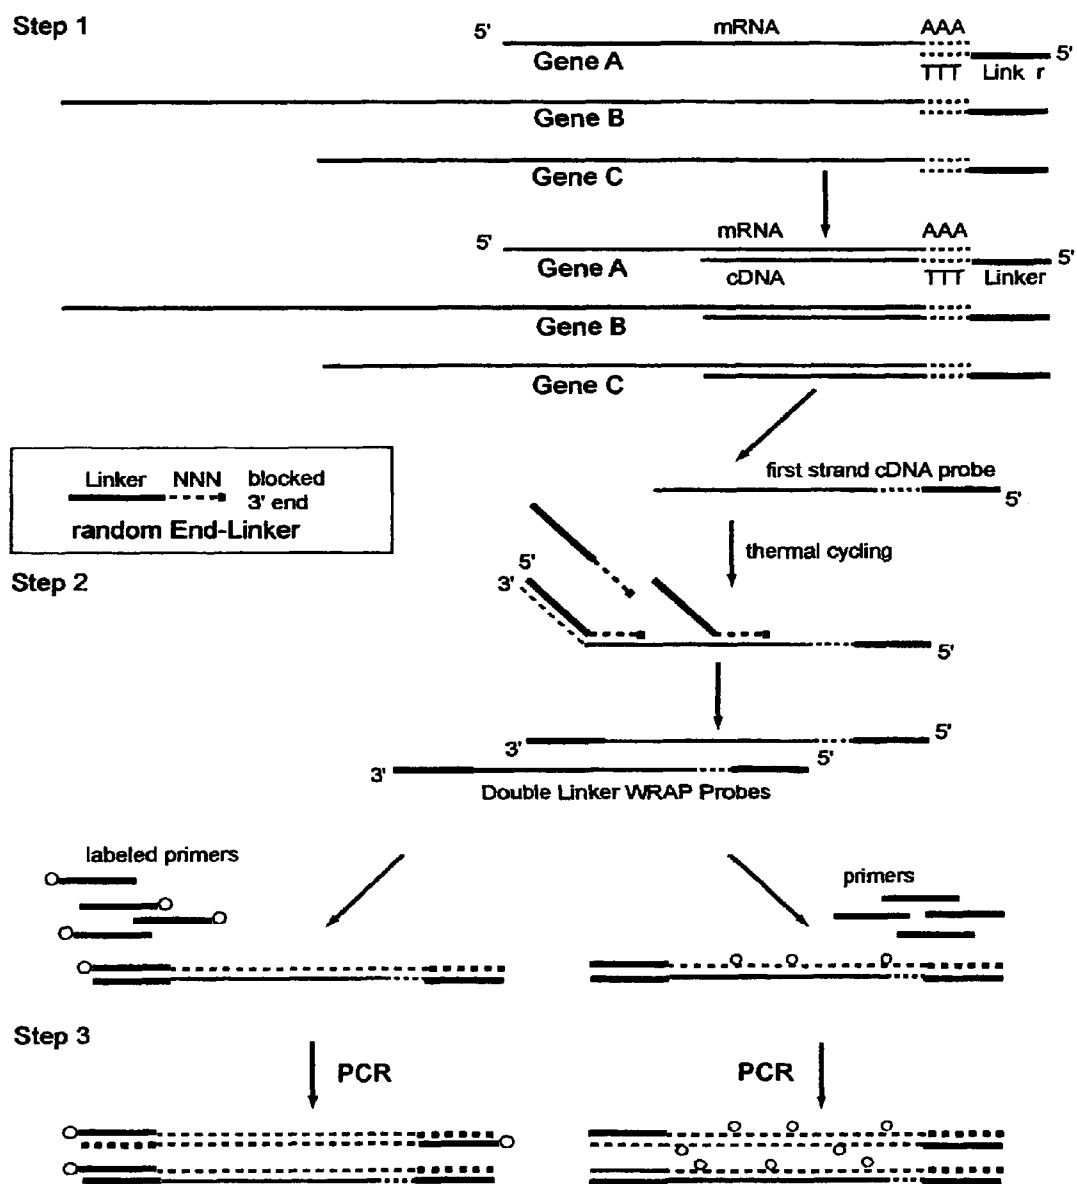 Step 1
5' mRNA AAA
Gene A TTT Link r 5'
Gene B
Gene C
5' mRNA AAA 5'
Gene A cDNA TTT Linker
Gene B
Gene C
Linker NNN blocked
3' end
random End-Linker
first strand cDNA probe
5'
thermal cycling
Step 2
5'
3'
5'
3' 5'
3' 5'
Double Linker WRAP Probes
labeled primers
primers
Step 3
PCR PCR